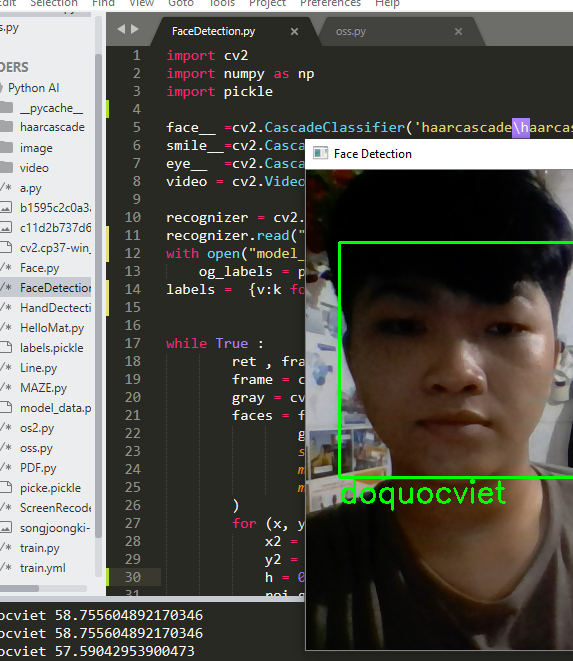 Edit Selection Find View Goto Tools Project Preferences Help
FaceDetection.py × oss.py ×
s.py
DERS
Python AI
__pycache__
haarcascade
image
video
/* a.py
b1595c2c0a3
c11d2b737d6
cv2.cp37-win_
/* Face.py
/* FaceDetection
/* HandDectecti
/* HelloMat.py
labels.pickle
/* Line.py
/* MAZE.py
model_data.p
/* os2.py
/* oss.py
/* PDF.py
picke.pickle
/* ScreenRecode
songjoongki-
/* train.py
train.yml
1 import cv2
2 import numpy as np
3 import pickle
4
5 face__ =cv2.CascadeClassifier('haarcascade\haarcas
6 smile__=cv2.Casca
7 eye__ =cv2.Casca
8 video = cv2.Video
9
10 recognizer = cv2.
11 recognizer.read("
12 with open("model_
13 og_labels = p
14 labels = {v:k fo
15
16
17 while True :
18 ret , fra
19 frame = c
20 gray = cv
21 faces = f
22 g
23 s
24 m
25 m
26 )
27 for (x, y
28 x2 =
29 y2 =
30 h = 0
31 roi
Face Detection
doquocviet
ocviet 58.755604892170346
ocviet 58.755604892170346
ocviet 57.59042953900473